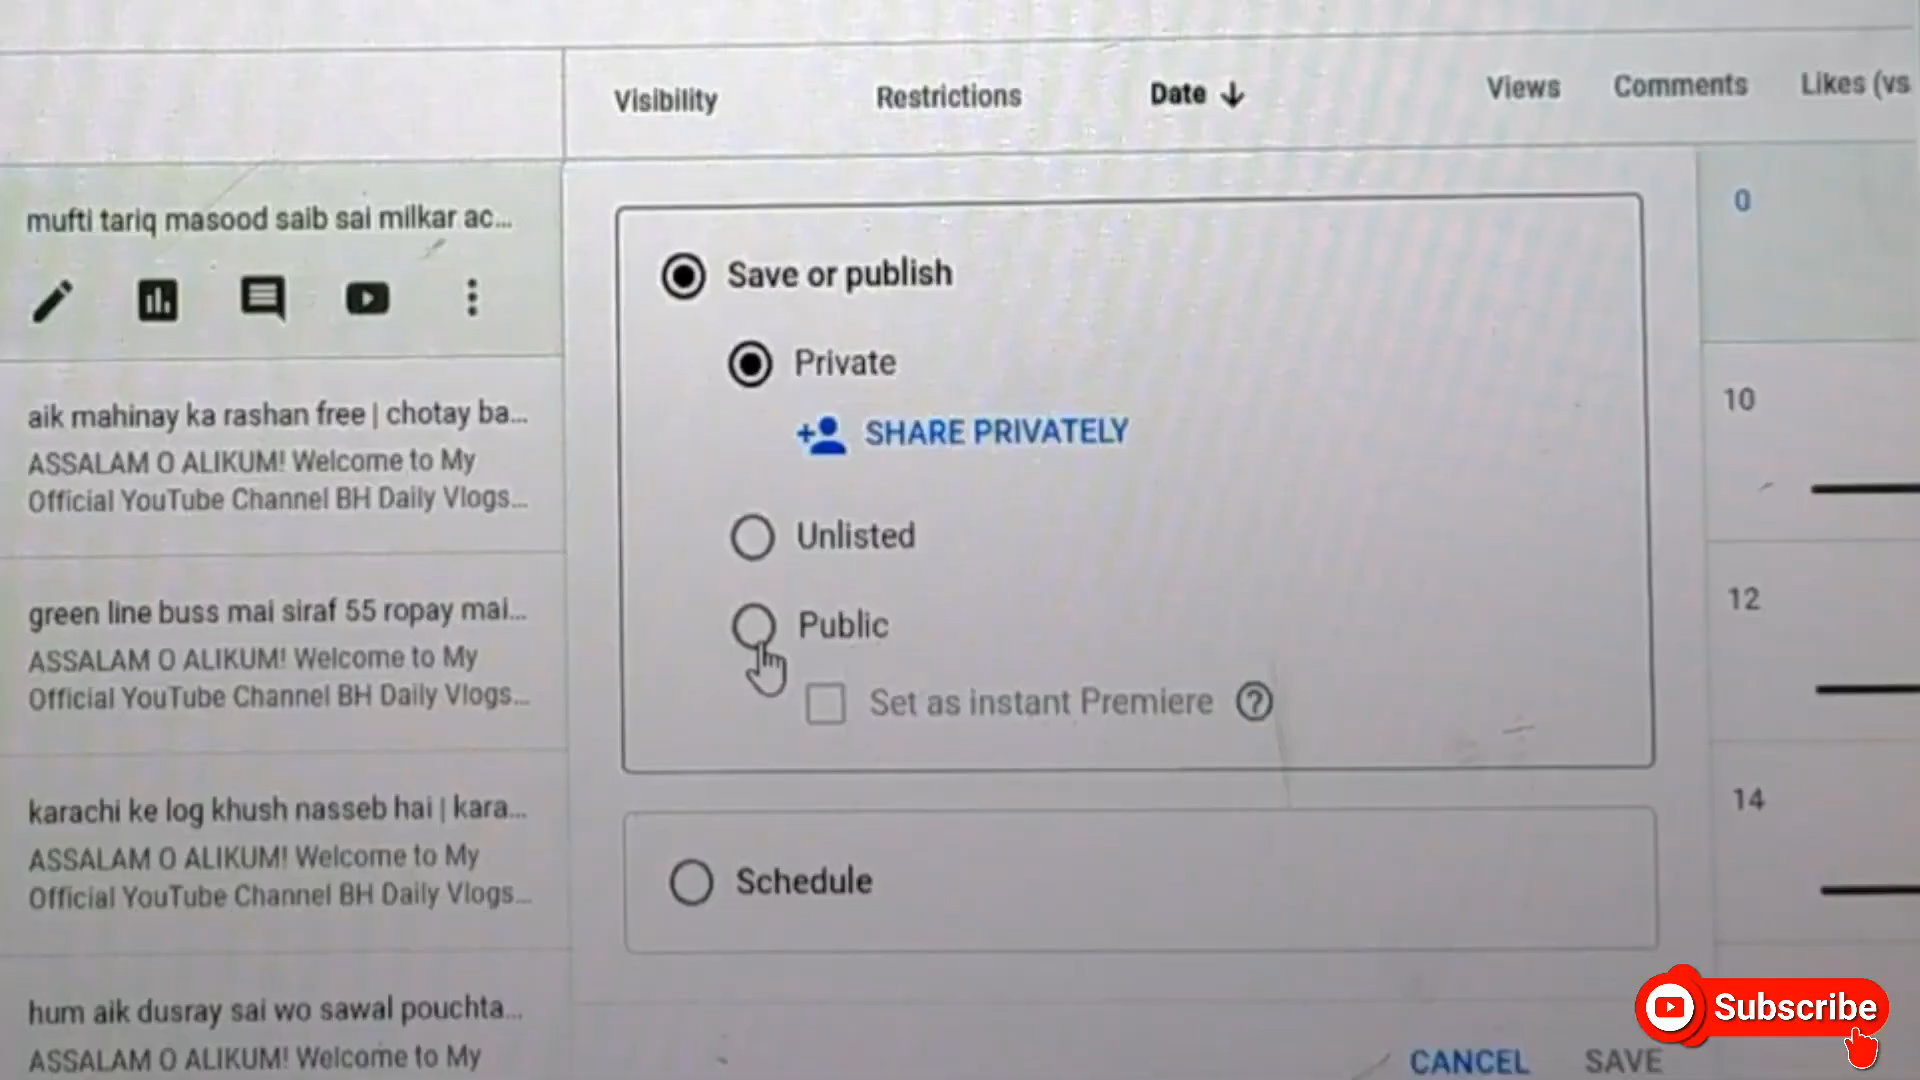 Visibility
Restrictions
Date
Views
Comments
Likes (vs
mufti tariq masood saib sai milkar ac...
aik mahinay ka rashan free | chotay ba...
ASSALAM O ALIKUM! Welcome to My
Official YouTube Channel BH Daily Vlogs...
green line buss mai siraf 55 ropay mai...
ASSALAM O ALIKUM! Welcome to My
Official YouTube Channel BH Daily Vlogs...
karachi ke log khush nasseb hai | kara...
ASSALAM O ALIKUM! Welcome to My
Official YouTube Channel BH Daily Vlogs...
hum aik dusray sai wo sawal pouchta...
ASSALAM O ALIKUM! Welcome to My
Save or publish
Private
SHARE PRIVATELY
Unlisted
Public
Set as instant Premiere
Schedule
CANCEL
SAVE
0
10
12
14
Subscribe